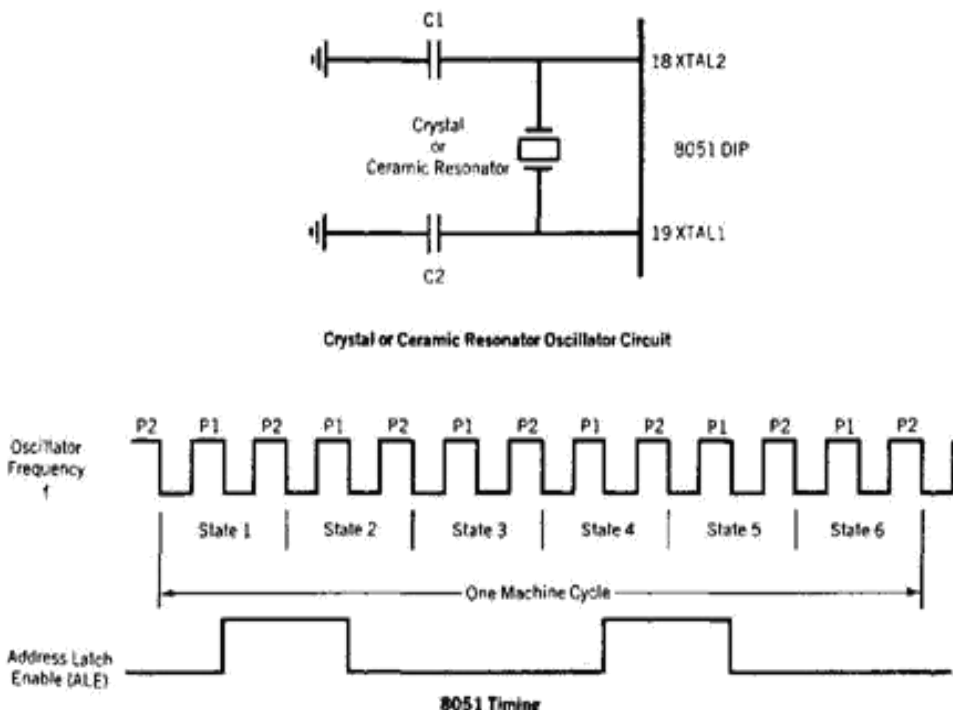 C1
18 XTAL2
Crystal
or
Ceramic Resonator
8051 DIP
19 XTAL1
C2
Crystal or Ceramic Resonator Oscillator Circuit
P2 P1 P2 P1 P2 P1 P2 P1 P2 P1 P2 P1 P2
Oscillator
Frequency
f
State 1 State 2 State 3 State 4 State 5 State 6
One Machine Cycle
Address Latch
Enable (ALE)
8051 Timing